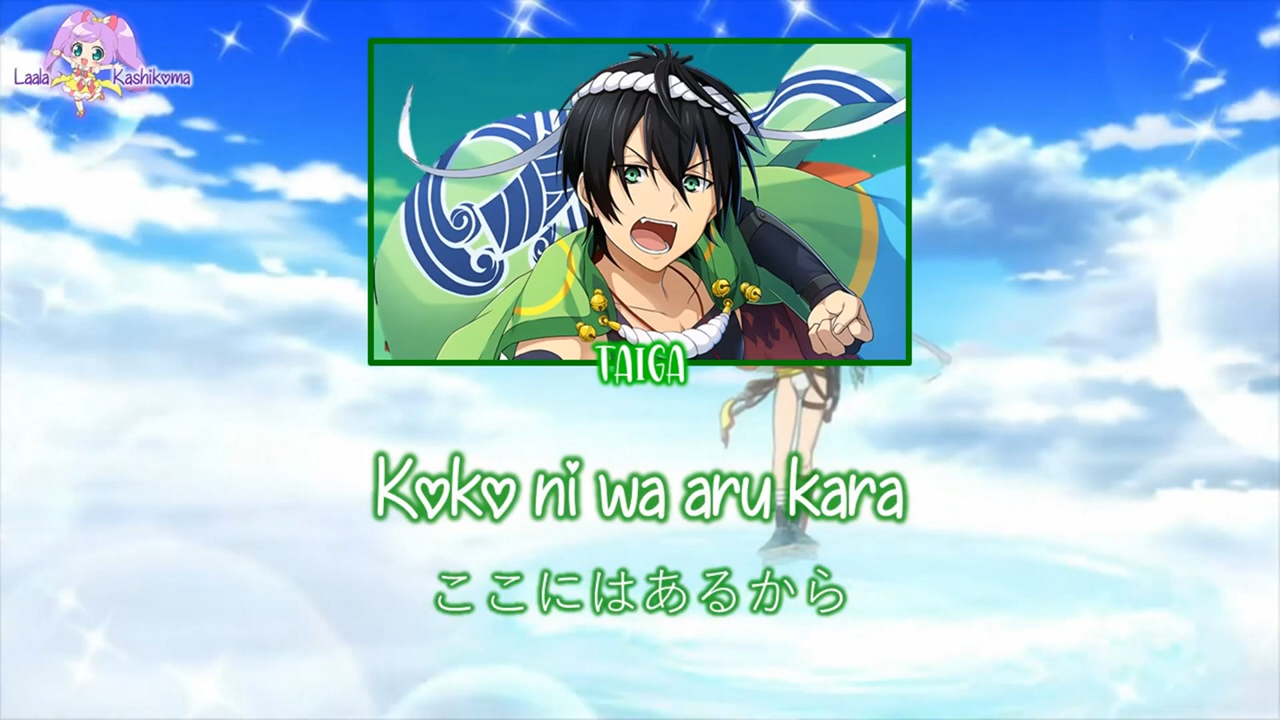 Laala Kashikoma
TAIGA
Koko ni wa aru kara
ここにはあるから